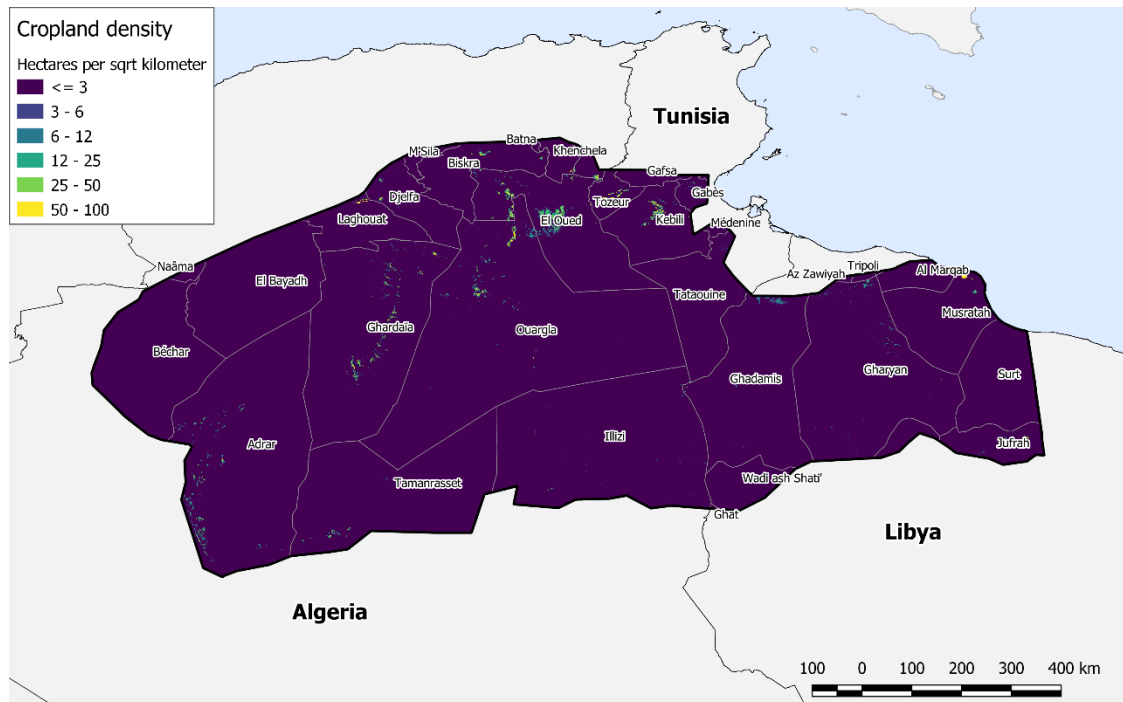 Cropland density
Hectares per sqrt kilometer
<= 3
3 - 6
6 - 12
12 - 25
25 - 50
50 - 100
Tunisia
Batna
M'Sila
Khenchela
Biskra
Gafsa
Djelfa
Gabès
Tozeur
Laghouat
El Oued
Kebili
Médenine
Naâma
Tripoli
Az Zawiyah
Al Marqab
El Bayadh
Tataouine
Musratah
Ghardaïa
Ouargla
Béchar
Ghadamis
Gharyan
Surt
Adrar
Illizi
Jufrah
Tamanrasset
Wadi ash Shati'
Ghat
Libya
Algeria
100 0 100 200 300 400 km